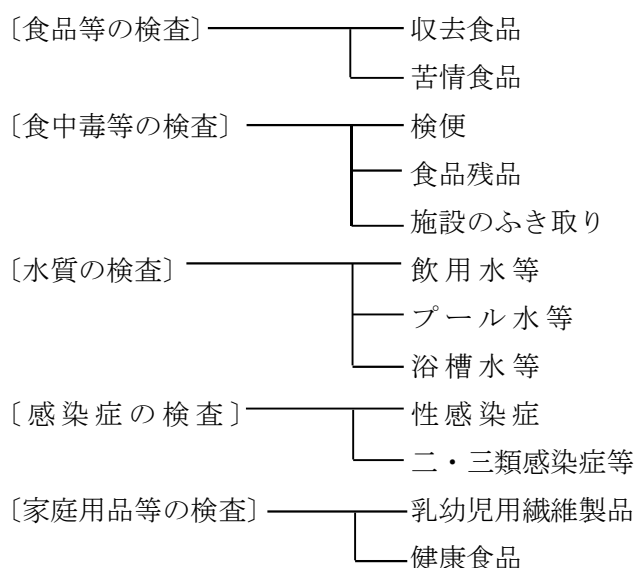 〔食品等の検査〕 収去食品
苦情食品
〔食中毒等の検査〕 検便
食品残品
施設のふき取り
〔水質の検査〕 飲用水等
プール水等
浴槽水等
〔感染症の検査〕 性感染症
二・三類感染症等
〔家庭用品等の検査〕 乳幼児用繊維製品
健康食品